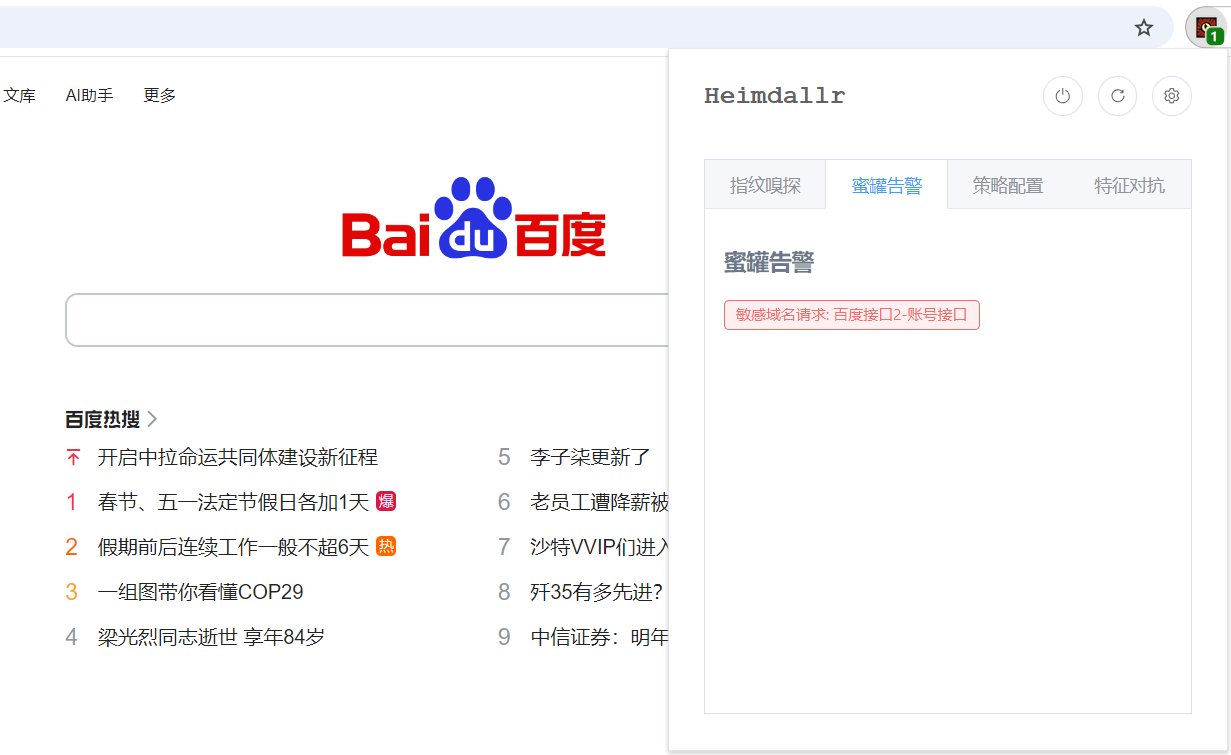 1
文库 AI助手 更多
Bai du 百度
百度热搜
开启中拉命运共同体建设新征程
1 春节、五一法定节假日各加1天 爆
2 假期前后连续工作一般不超6天 热
3 一组图带你看懂COP29
4 梁光烈同志逝世 享年84岁
5 李子柒更新了
6 老员工遭降薪被
7 沙特VVIP们进入
8 歼35有多先进?
9 中信证券：明年
Heimdallr
指纹嗅探 蜜罐告警 策略配置 特征对抗
蜜罐告警
敏感域名请求: 百度接口2-账号接口